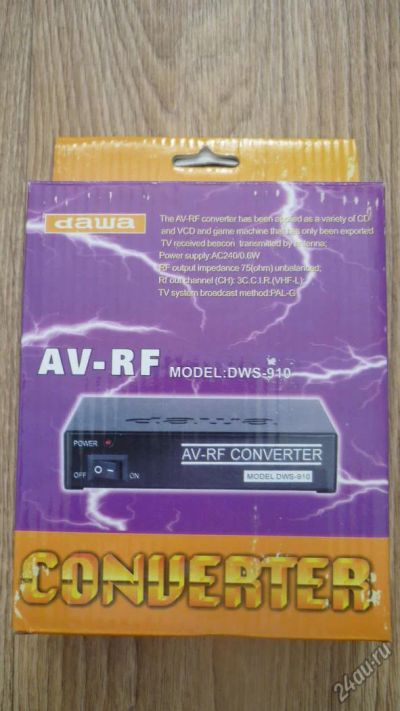 dawa
The AV-RF converter has been applied as a variety of CD
and VCD and game machine that has only been exported
TV received beacon transmitted by antenna;
Power supply:AC240/0.6W
RF output impedance 75(ohm) unbalanced;
Rf out channel (CH): 3C.C.I.R.(VHF-L);
TV system broadcast method:PAL-G
AV-RF MODEL:DWS-910
dawa
POWER
OFF ON
AV-RF CONVERTER
MODEL DWS-910
CONVERTER
24au.ru